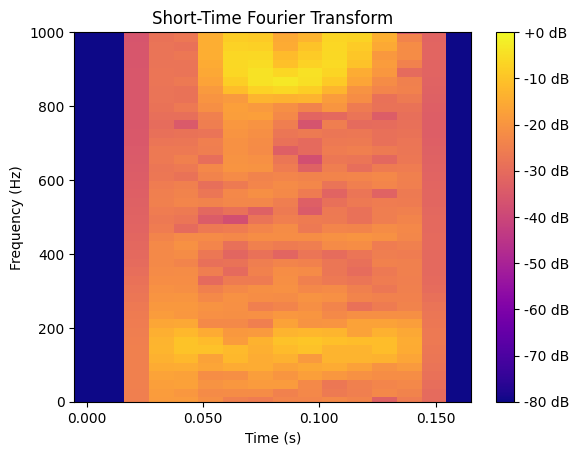 Short-Time Fourier Transform
1000
800
600
400
200
0
Frequency (Hz)
0.000
0.050
0.100
0.150
Time (s)
+0 dB
-10 dB
-20 dB
-30 dB
-40 dB
-50 dB
-60 dB
-70 dB
-80 dB